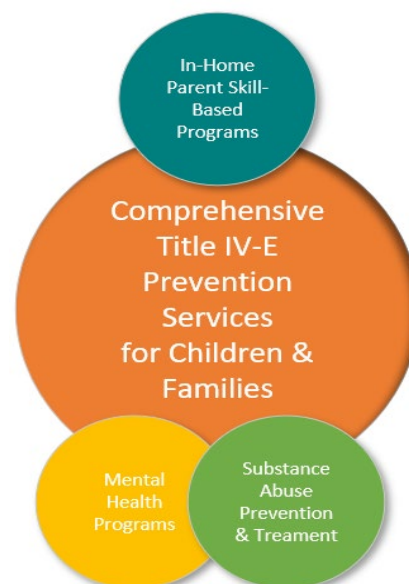 In-Home
Parent Skill-
Based
Programs
Comprehensive
Title IV-E
Prevention
Services
for Children &
Families
Mental
Health
Programs
Substance
Abuse
Prevention
& Treament